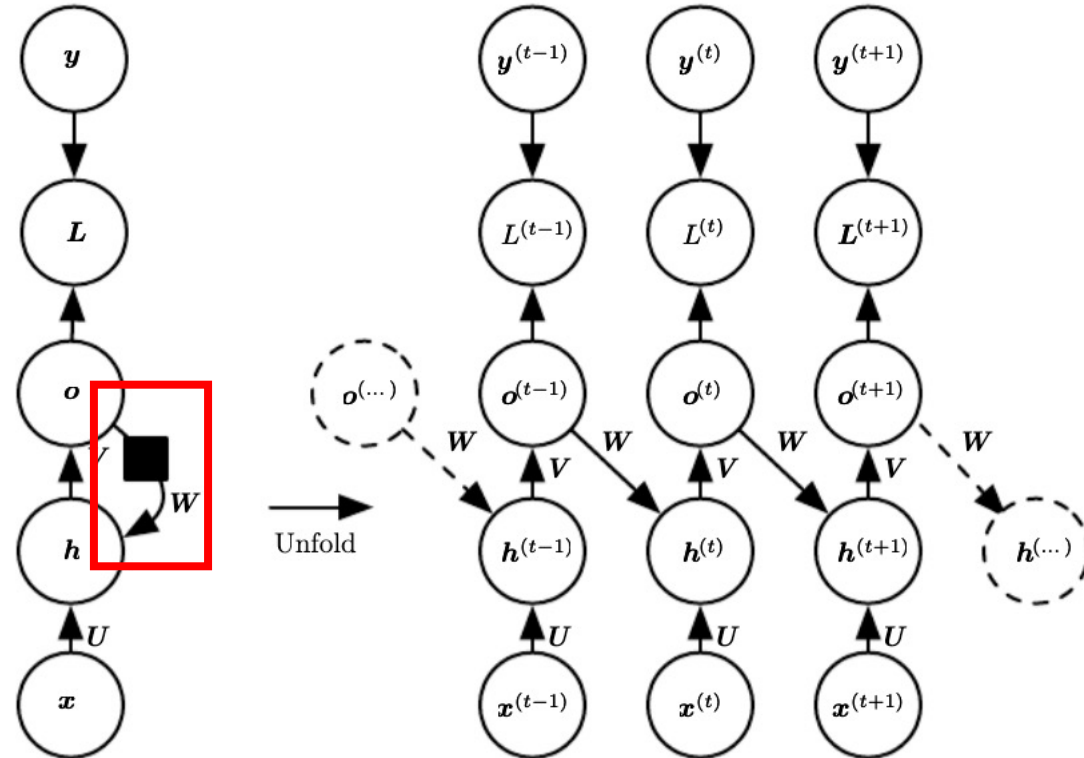 y y^(t−1) y^(t) y^(t+1)
L L^(t−1) L^(t) L^(t+1)
o o^(...) o^(t−1) o^(t) o^(t+1)
W W W W
V V V V
W
h h^(t−1) h^(t) h^(t+1) h^(...)
Unfold
U U U U
x x^(t−1) x^(t) x^(t+1)